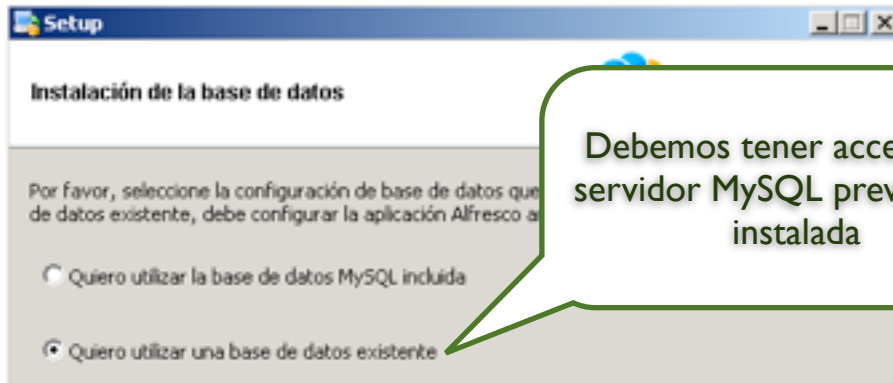 Setup
Instalación de la base de datos
Por favor, seleccione la configuración de base de datos que
de datos existente, debe configurar la aplicación Alfresco
Quiero utilizar la base de datos MySQL incluida
Quiero utilizar una base de datos existente
Debemos tener acce
servidor MySQL prev
instalada